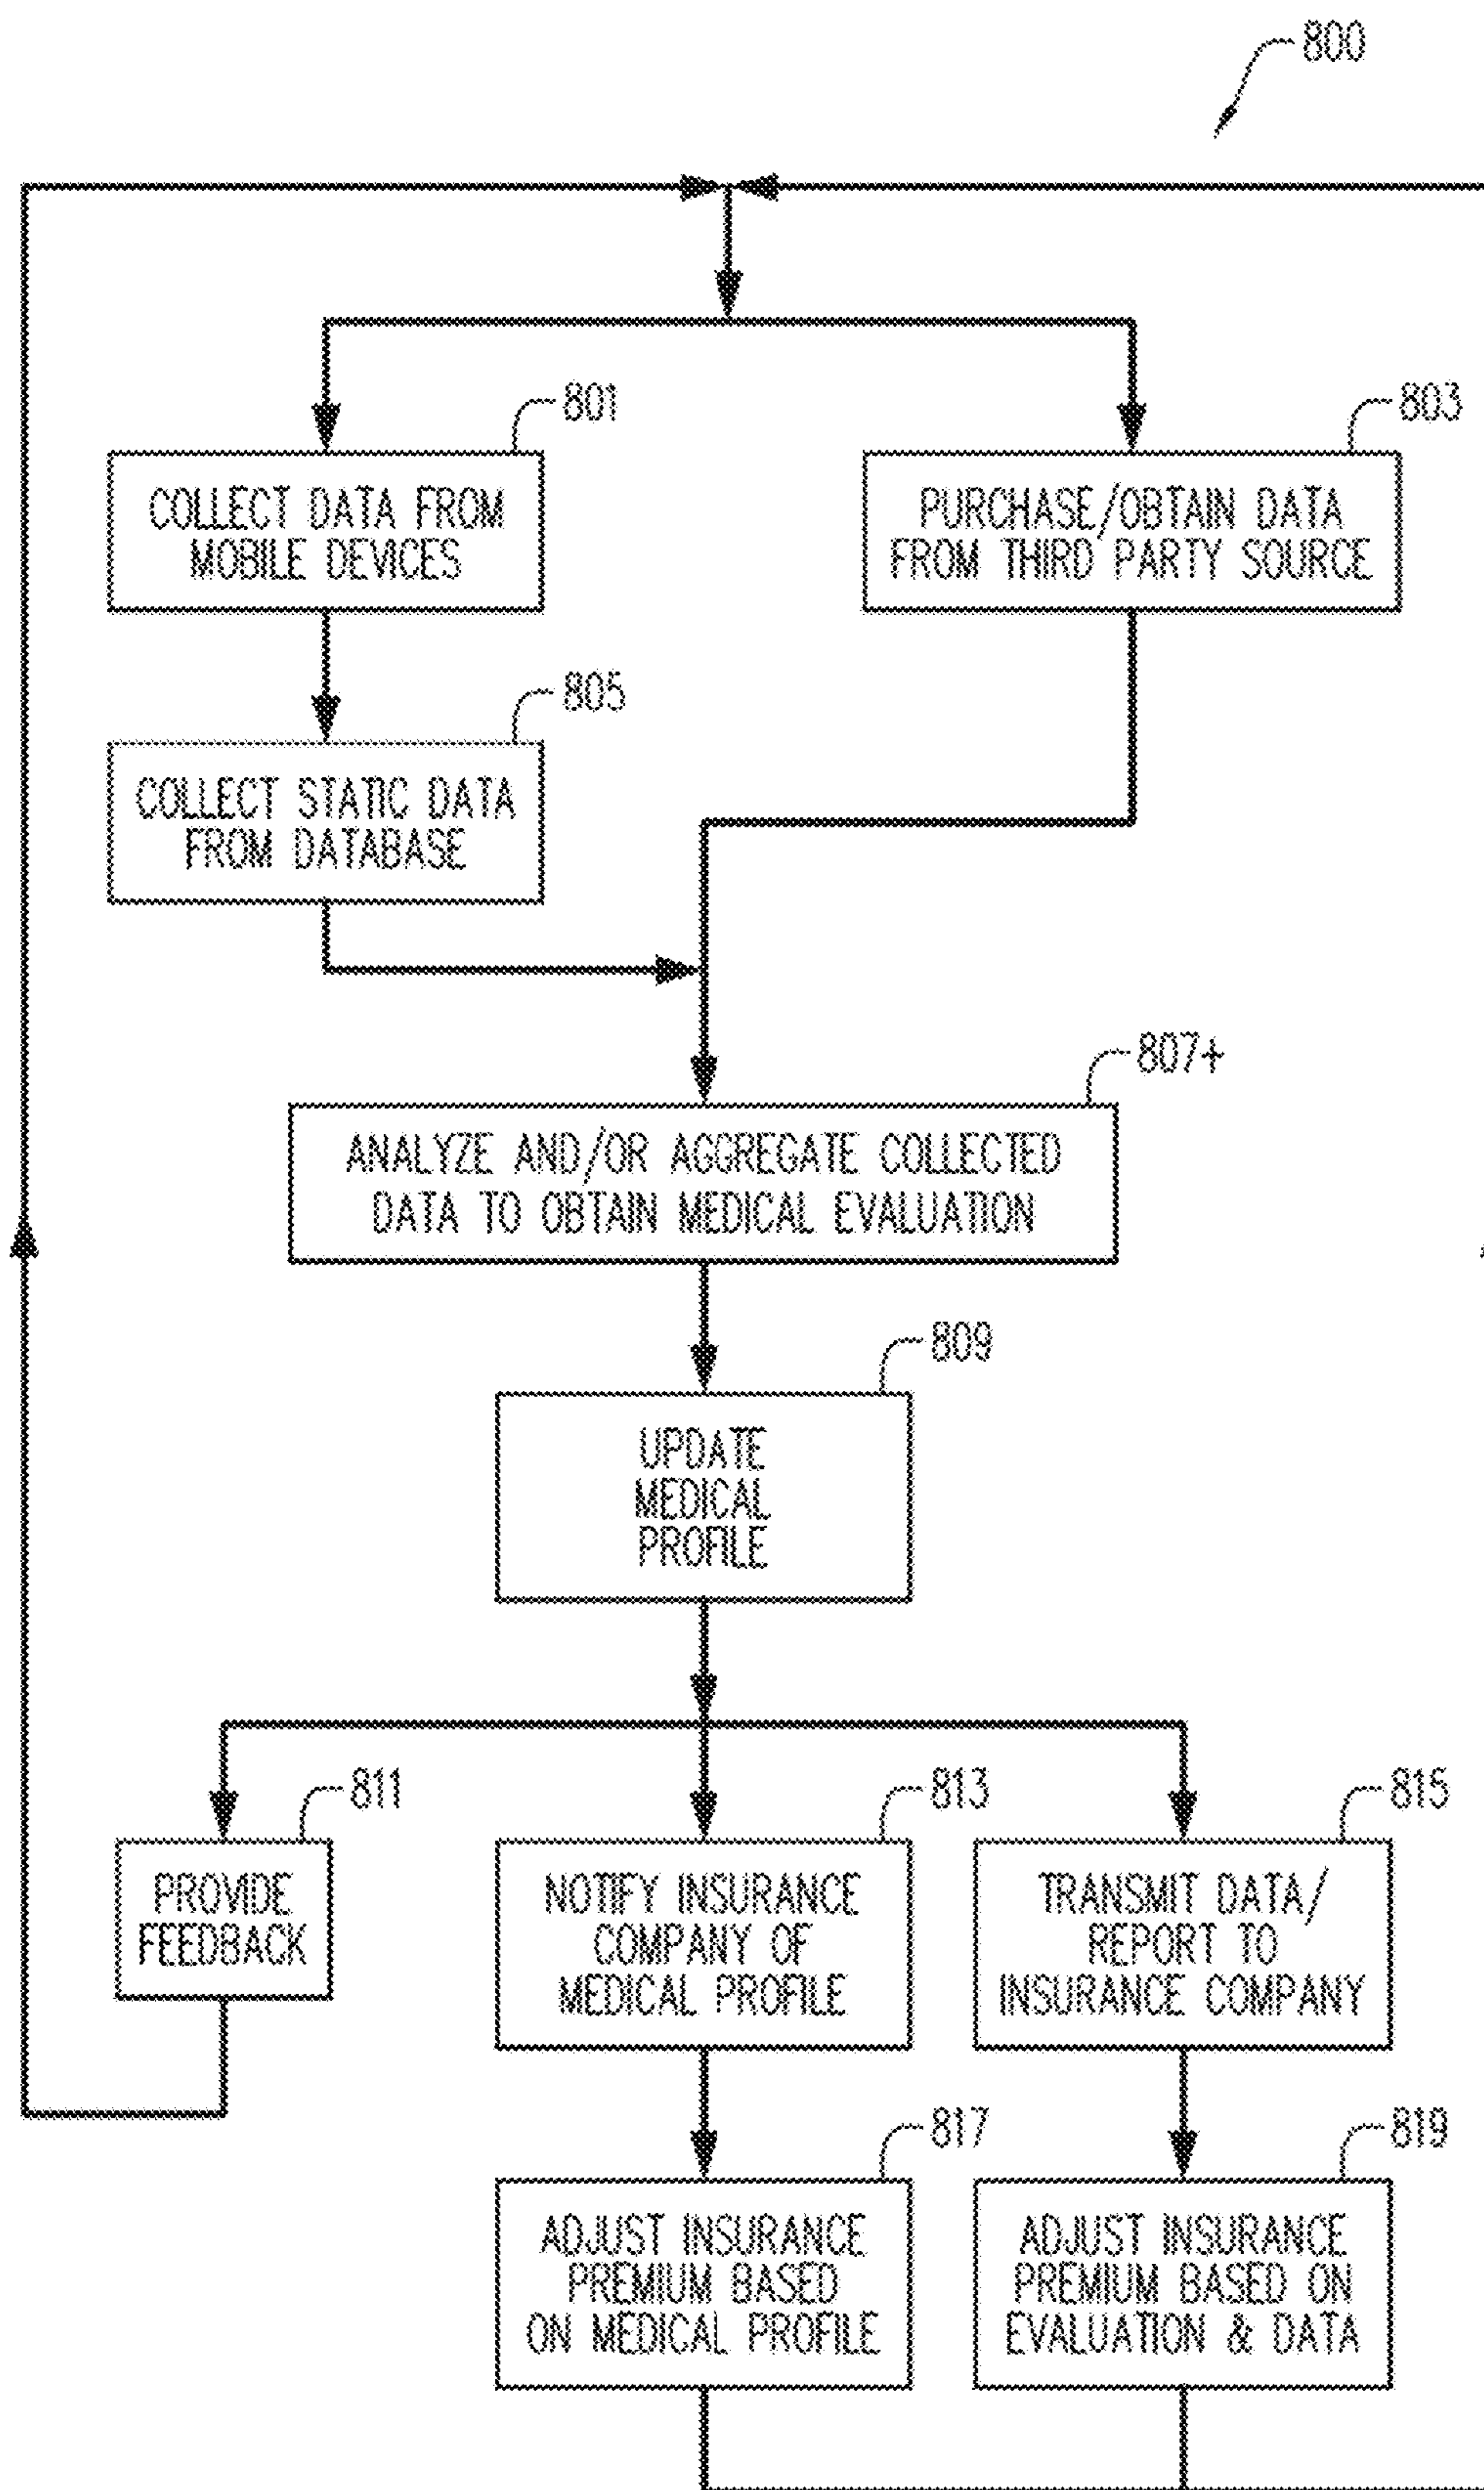 800
801
COLLECT DATA FROM
MOBILE DEVICES
803
PURCHASE/OBTAIN DATA
FROM THIRD PARTY SOURCE
805
COLLECT STATIC DATA
FROM DATABASE
807+
ANALYZE AND/OR AGGREGATE COLLECTED
DATA TO OBTAIN MEDICAL EVALUATION
809
UPDATE
MEDICAL
PROFILE
811
PROVIDE
FEEDBACK
813
NOTIFY INSURANCE
COMPANY OF
MEDICAL PROFILE
815
TRANSMIT DATA/
REPORT TO
INSURANCE COMPANY
817
ADJUST INSURANCE
PREMIUM BASED
ON MEDICAL PROFILE
819
ADJUST INSURANCE
PREMIUM BASED ON
EVALUATION & DATA